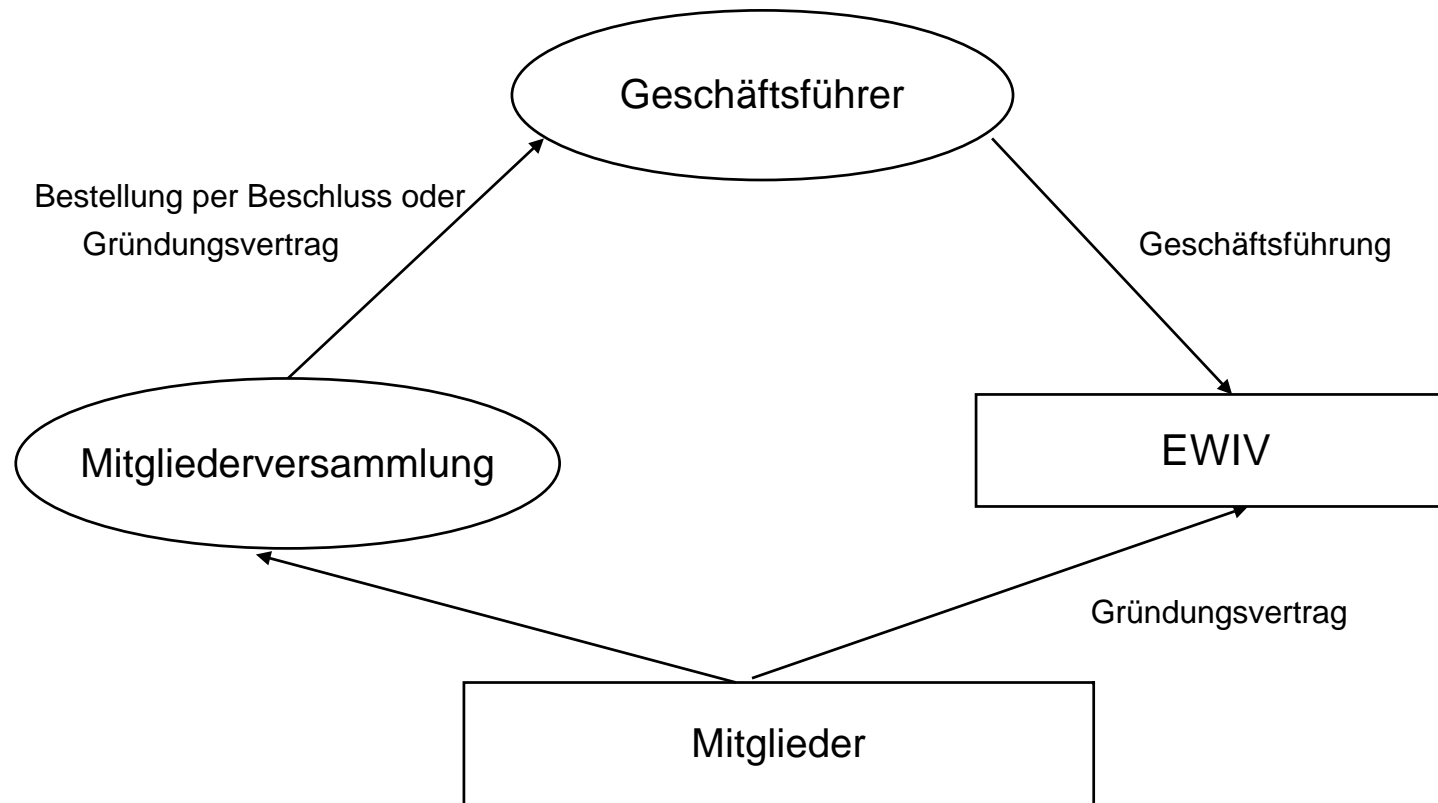 Geschäftsführer
Bestellung per Beschluss oder
Gründungsvertrag
Geschäftsführung
Mitgliederversammlung
EWIV
Gründungsvertrag
Mitglieder